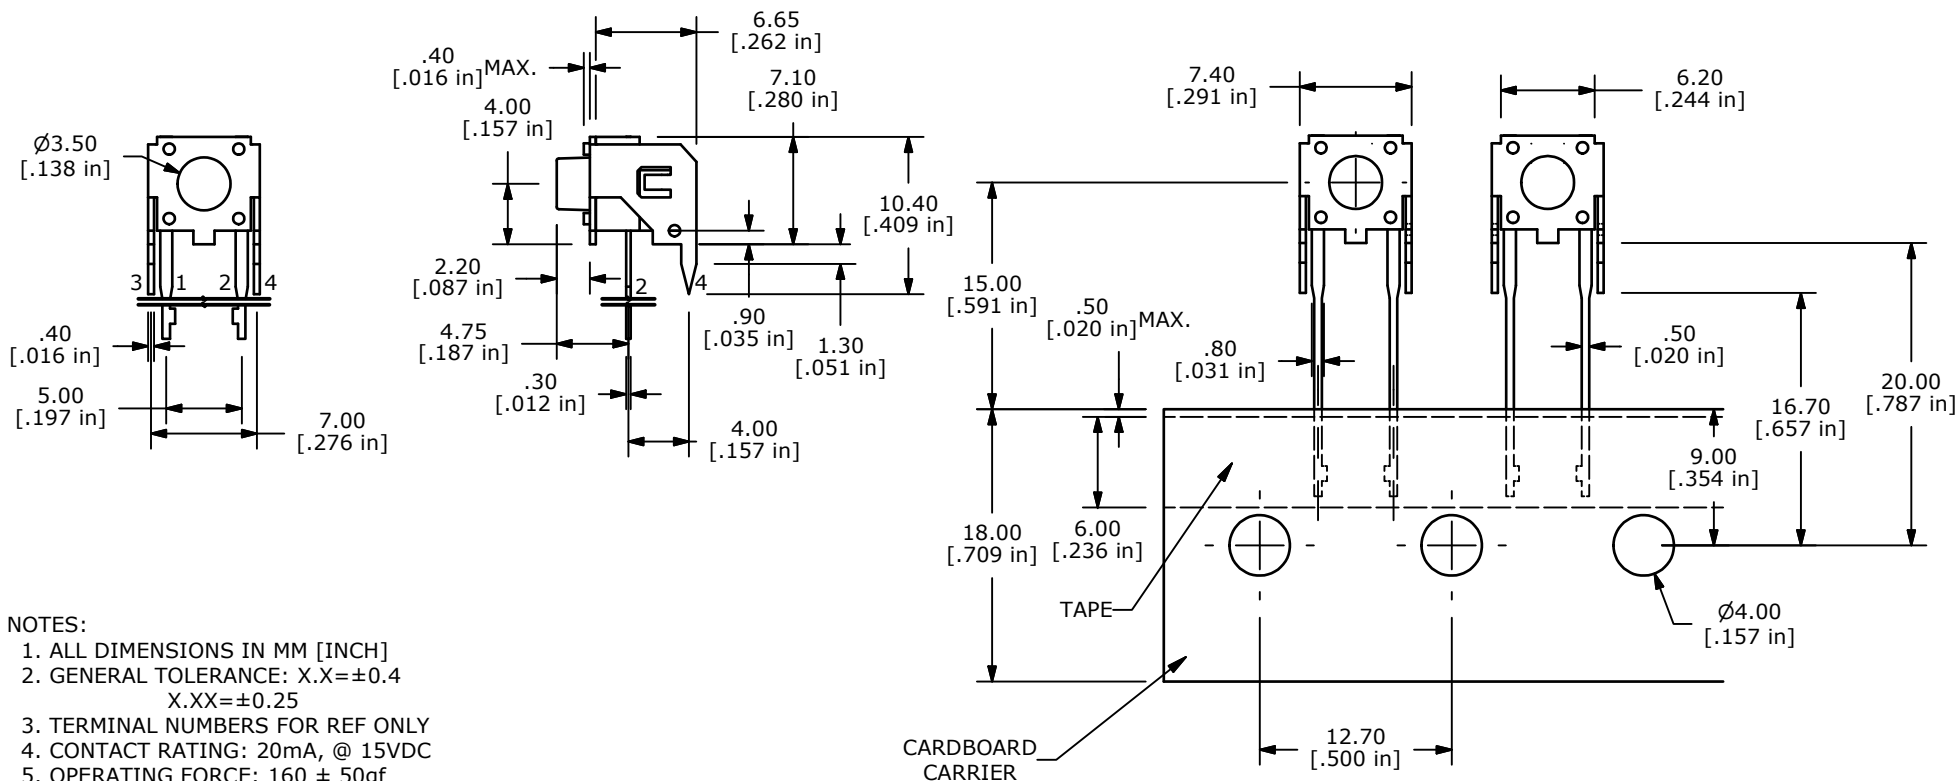 6.65
[.262 in]
.40
[.016 in] MAX.
7.10
[.280 in]
4.00
[.157 in]
7.40
[.291 in]
6.20
[.244 in]
Ø3.50
[.138 in]
10.40
[.409 in]
3 1 2 4
2 4
2.20
[.087 in]
15.00
[.591 in]
.40
[.016 in]
4.75
[.187 in]
.90
[.035 in]
1.30
[.051 in]
.50
[.020 in] MAX.
.80
[.031 in]
.50
[.020 in]
.30
[.012 in]
5.00
[.197 in]
7.00
[.276 in]
4.00
[.157 in]
20.00
[.787 in]
16.70
[.657 in]
9.00
[.354 in]
18.00
[.709 in]
6.00
[.236 in]
TAPE
Ø4.00
[.157 in]
CARDBOARD
CARRIER
12.70
[.500 in]
NOTES:
1. ALL DIMENSIONS IN MM [INCH]
2. GENERAL TOLERANCE: X.X=±0.4
X.XX=±0.25
3. TERMINAL NUMBERS FOR REF ONLY
4. CONTACT RATING: 20mA, @ 15VDC
5. OPERATING FORCE: 160 ± 50gf